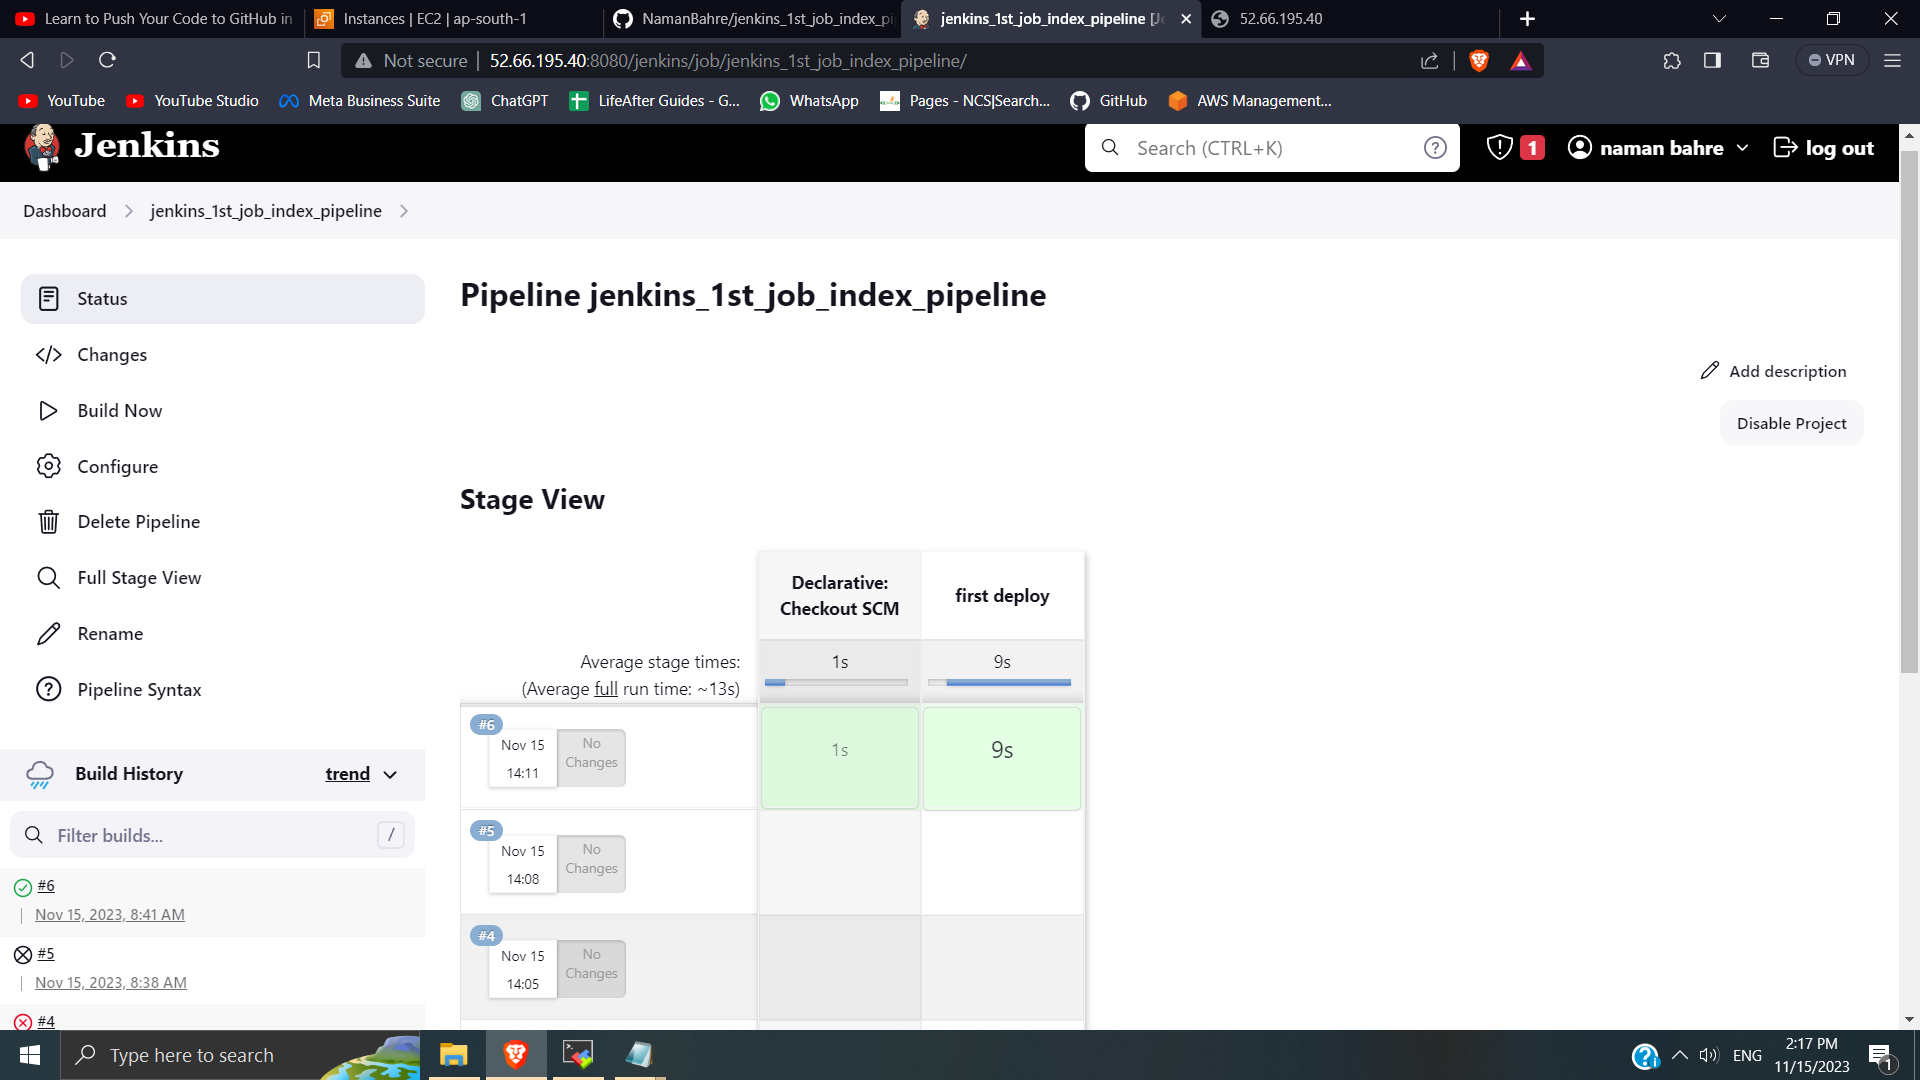 Learn to Push Your Code to GitHub in
Instances | EC2 | ap-south-1
NamanBahre/jenkins_1st_job_index_pi
jenkins_1st_job_index_pipeline [Je
52.66.195.40
Not secure
52.66.195.40:8080/jenkins/job/jenkins_1st_job_index_pipeline/
VPN
YouTube
YouTube Studio
Meta Business Suite
ChatGPT
LifeAfter Guides - G...
WhatsApp
Pages - NCS|Search...
GitHub
AWS Management...
Jenkins
Search (CTRL+K)
1
naman bahre
log out
Dashboard
jenkins_1st_job_index_pipeline
Status
Changes
Build Now
Configure
Delete Pipeline
Full Stage View
Rename
Pipeline Syntax
Build History
trend
Filter builds...
/
#6
Nov 15, 2023, 8:41 AM
#5
Nov 15, 2023, 8:38 AM
#4
Pipeline jenkins_1st_job_index_pipeline
Add description
Disable Project
Stage View
Declarative:
Checkout SCM
first deploy
Average stage times:
(Average full run time: ~13s)
1s
9s
#6
Nov 15
14:11
No
Changes
1s
9s
#5
Nov 15
14:08
No
Changes
#4
Nov 15
14:05
No
Changes
Type here to search
ENG
2:17 PM
11/15/2023
1